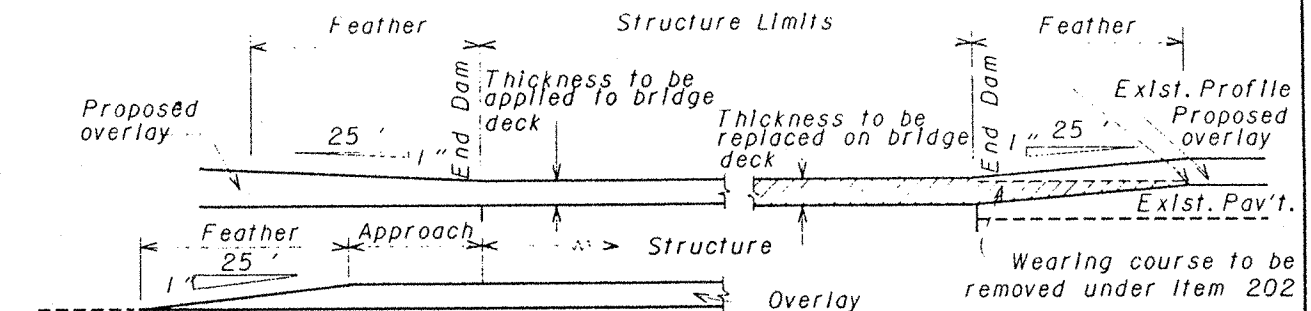 Feather
Structure Limits
Feather
End Dam
Thickness to be
applied to bridge
deck
Proposed
overlay
25 '
1"
Thickness to be
replaced on bridge
deck
End Dam
1"
25 '
Exist. Profile
Proposed
overlay
A
Exist. Pav't.
Feather
Approach
Structure
25 '
1"
Overlay
Wearing course to be
removed under Item 202